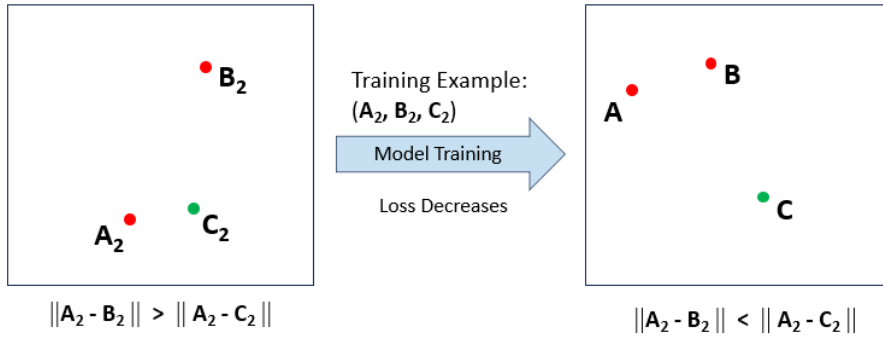 B₂
A₂
C₂
||A₂ - B₂|| > || A₂ - C₂||
Training Example:
(A₂, B₂, C₂)
Model Training
Loss Decreases
B
A
C
||A₂ - B₂|| < || A₂ - C₂||